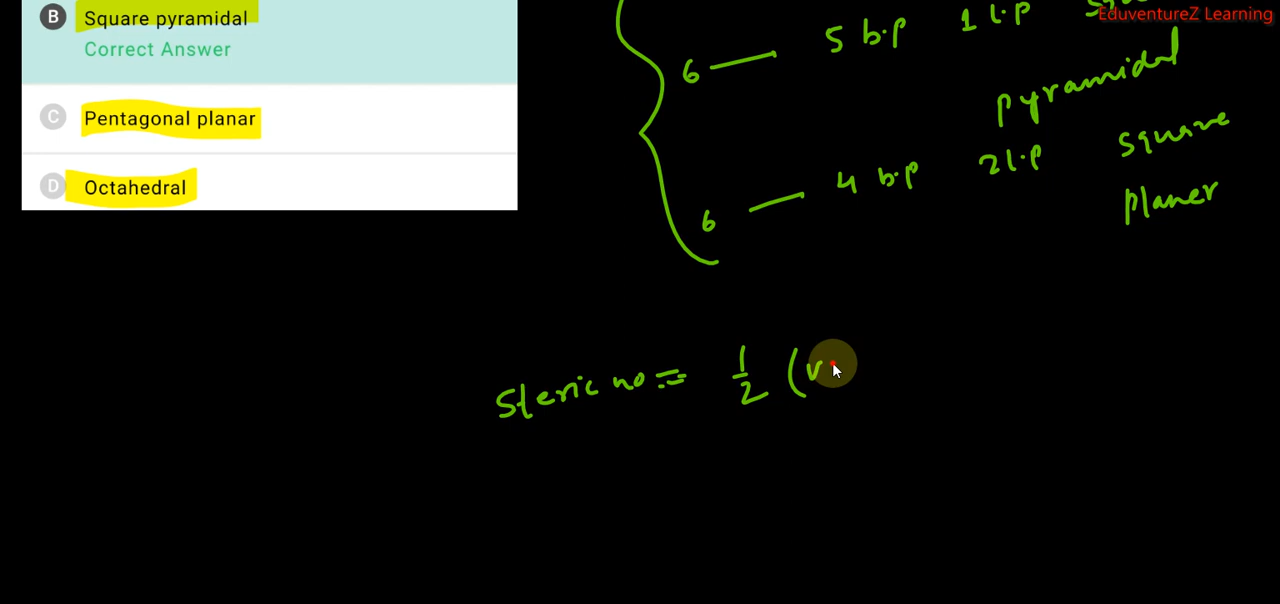 B Square pyramidal
Correct Answer
C Pentagonal planar
D Octahedral
EduventureZ Learning
6 — 5 b.p 1 l.p
pyramidal
6 — 4 b.p 2 l.p square
planer
Steric no := 1/2 (v